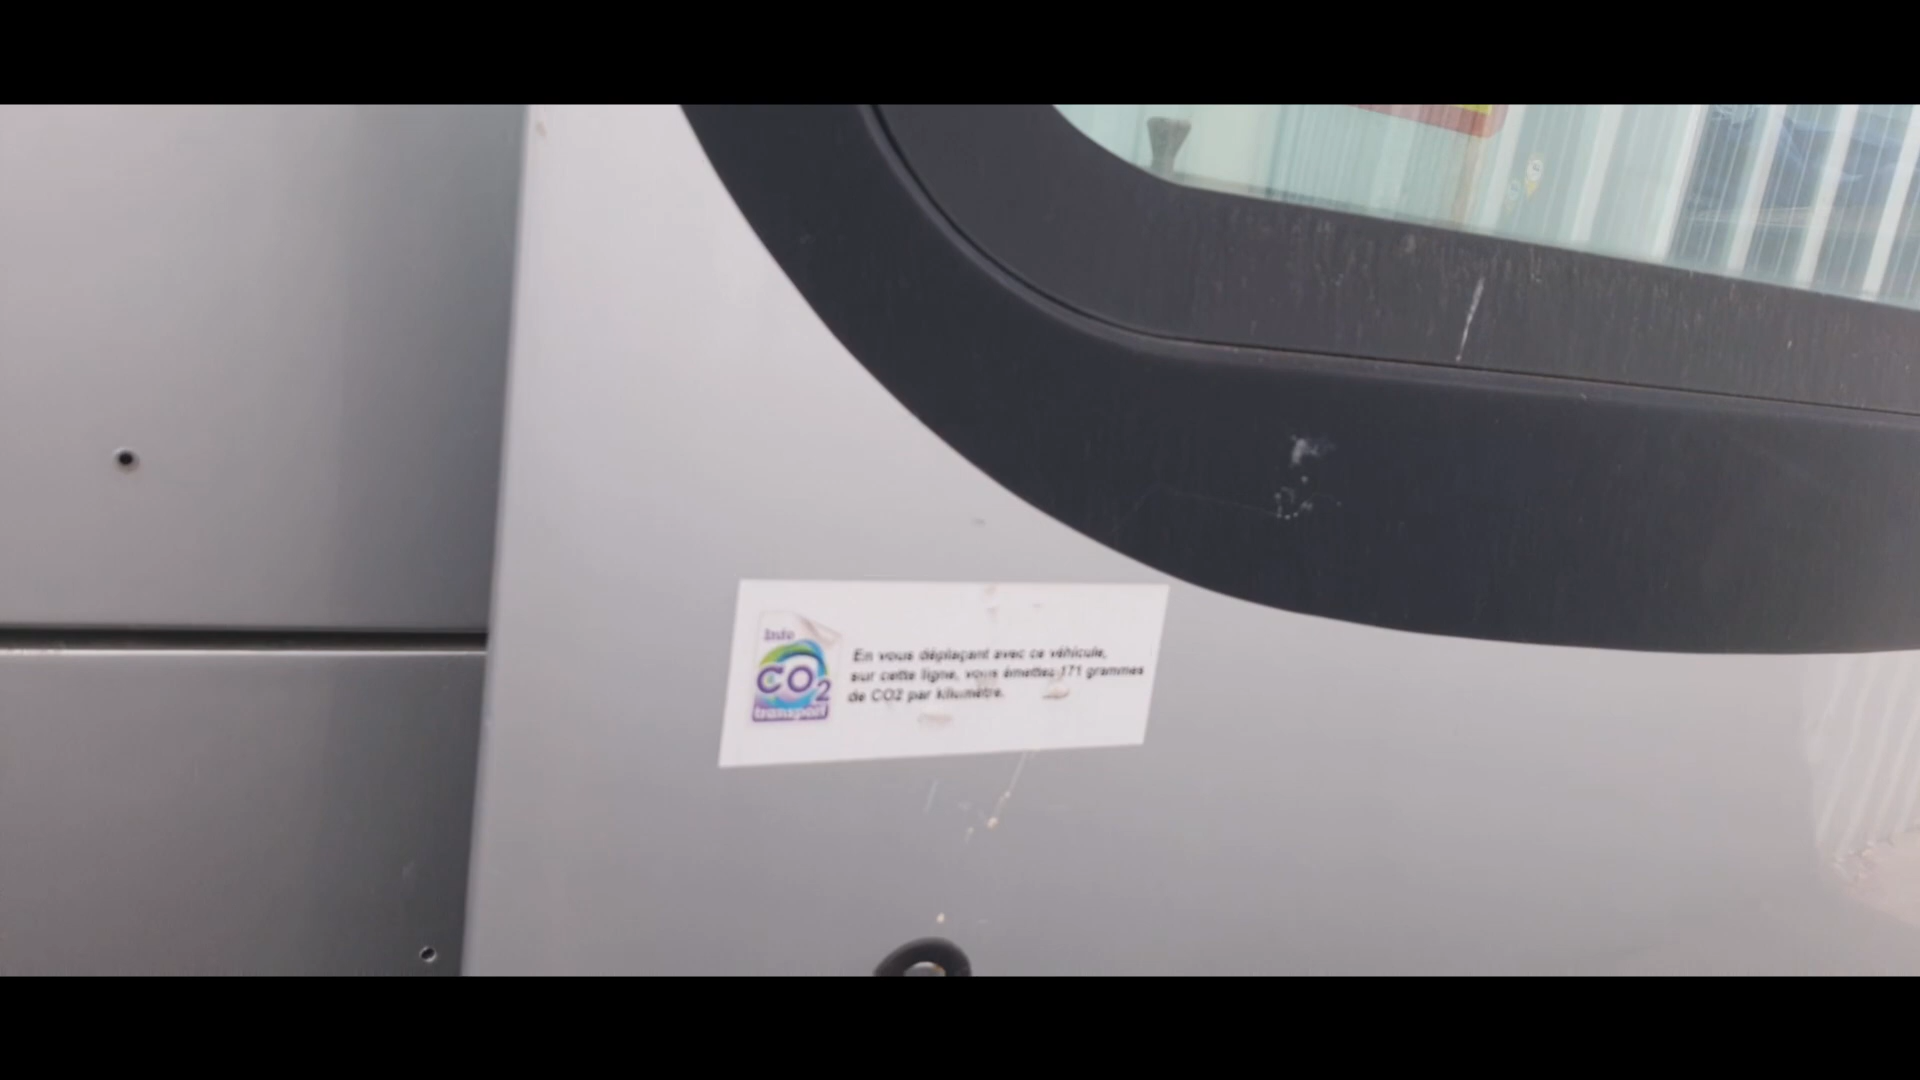 Info
CO2
transport
En vous déplaçant avec ce véhicule,
sur cette ligne, vous émettez 171 grammes
de CO2 par kilomètre.